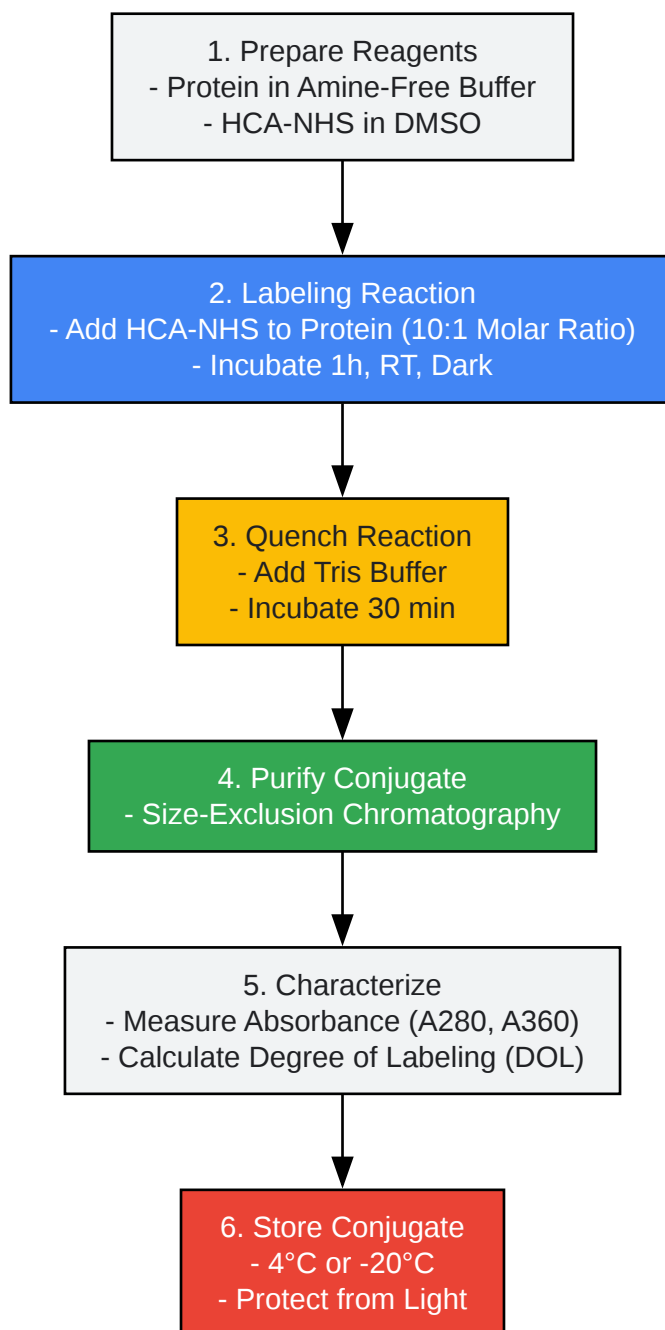 1. Prepare Reagents
- Protein in Amine-Free Buffer
- HCA-NHS in DMSO
2. Labeling Reaction
- Add HCA-NHS to Protein (10:1 Molar Ratio)
- Incubate 1h, RT, Dark
3. Quench Reaction
- Add Tris Buffer
- Incubate 30 min
4. Purify Conjugate
- Size-Exclusion Chromatography
5. Characterize
- Measure Absorbance (A280, A360)
- Calculate Degree of Labeling (DOL)
6. Store Conjugate
- 4°C or -20°C
- Protect from Light